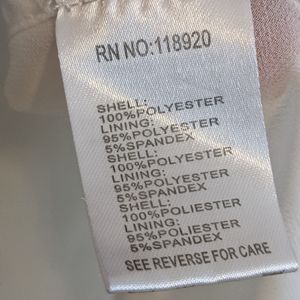 RN NO:118920
SHELL:
100%POLYESTER
LINING:
95%POLYESTER
5%SPANDEX
SHELL:
100%POLYESTER
LINING:
95%POLYESTER
5%SPANDEX
SHELL:
100%POLIESTER
LINING:
95%POLIESTER
5%SPANDEX
SEE REVERSE FOR CARE